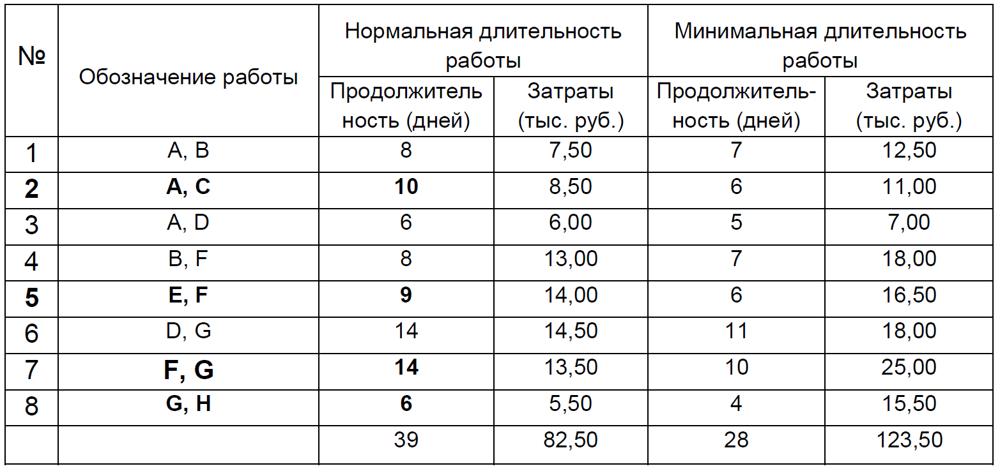 №
Обозначение работы
Нормальная длительность
работы
Минимальная длительность
работы
Продолжитель
ность (дней)
Затраты
(тыс. руб.)
Продолжитель-
ность (дней)
Затраты
(тыс. руб.)
1 A, B 8 7,50 7 12,50
2 A, C 10 8,50 6 11,00
3 A, D 6 6,00 5 7,00
4 B, F 8 13,00 7 18,00
5 E, F 9 14,00 6 16,50
6 D, G 14 14,50 11 18,00
7 F, G 14 13,50 10 25,00
8 G, H 6 5,50 4 15,50
39 82,50 28 123,50